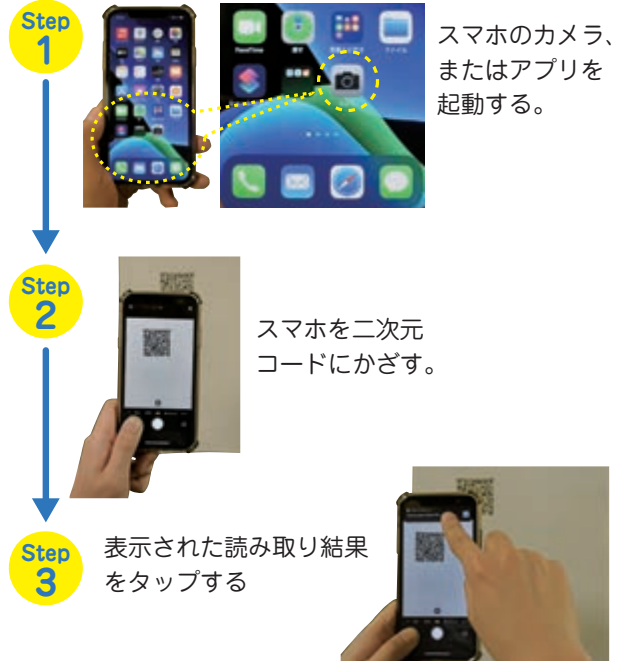 Step
1
スマホのカメラ、
またはアプリを
起動する。
Step
2
スマホを二次元
コードにかざす。
Step
3
表示された読み取り結果
をタップする